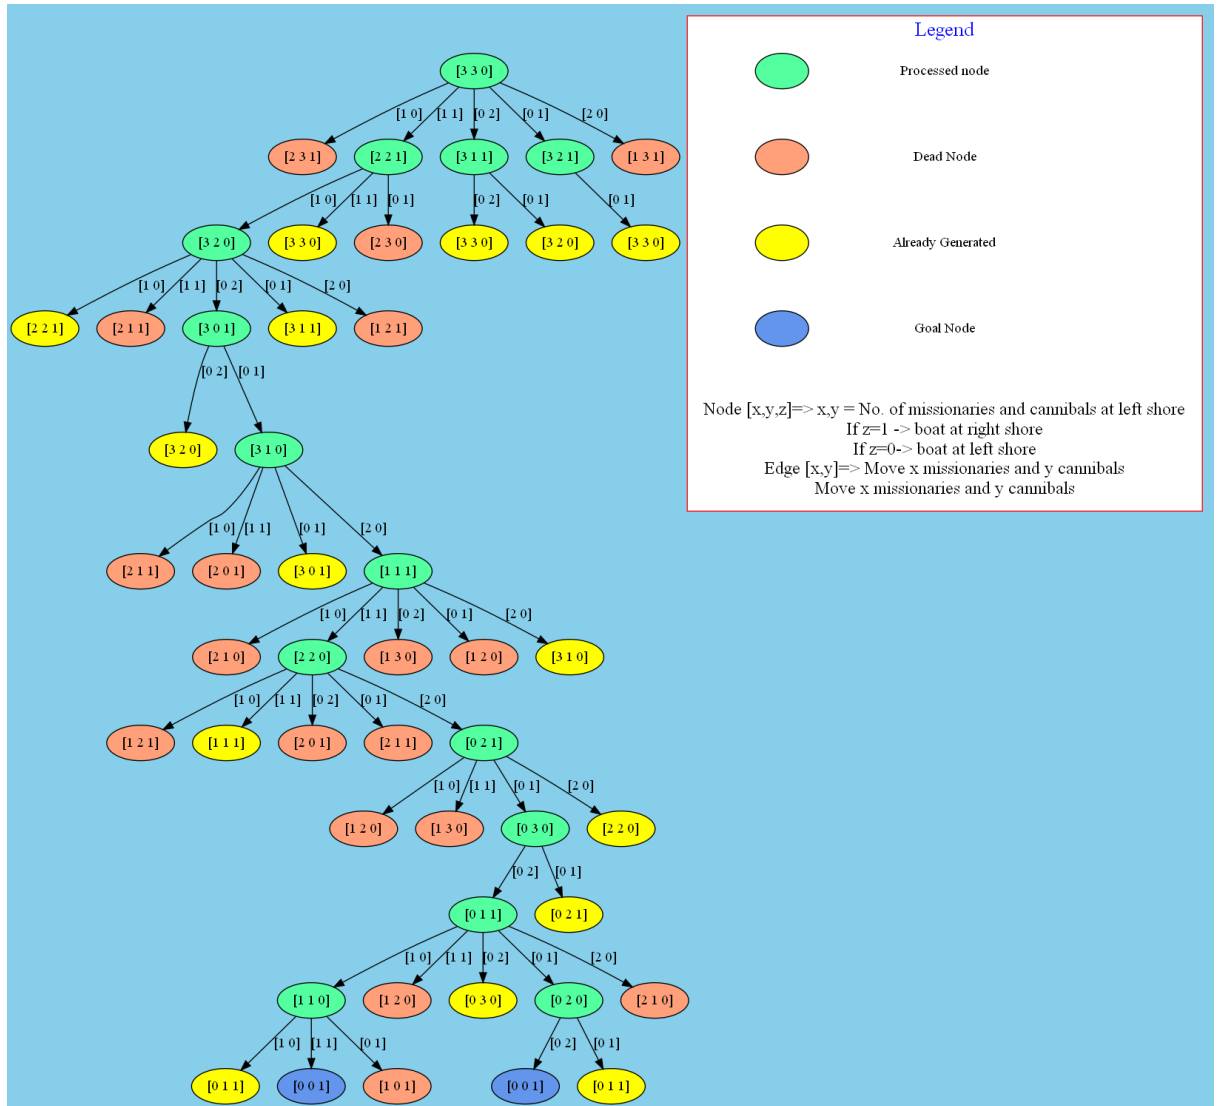 Legend
Processed node
Dead Node
Already Generated
Goal Node
Node [x,y,z]=> x,y = No. of missionaries and cannibals at left shore
If z=1 -> boat at right shore
If z=0-> boat at left shore
Edge [x,y]=> Move x missionaries and y cannibals
Move x missionaries and y cannibals
[3 3 0]
[1 0] [1 1] [0 2] [0 1] [2 0]
[2 3 1] [2 2 1] [3 1 1] [3 2 1] [1 3 1]
[1 0] [1 1] [0 1] [0 2] [0 1] [0 1]
[3 2 0] [3 3 0] [2 3 0] [3 3 0] [3 2 0] [3 3 0]
[1 0] [1 1] [0 2] [0 1] [2 0]
[2 2 1] [2 1 1] [3 0 1] [3 1 1] [1 2 1]
[0 2] [0 1]
[3 2 0] [3 1 0]
[1 0] [1 1] [0 1] [2 0]
[2 1 1] [2 0 1] [3 0 1] [1 1 1]
[1 0] [1 1] [0 2] [0 1] [2 0]
[2 1 0] [2 2 0] [1 3 0] [1 2 0] [3 1 0]
[1 0] [1 1] [0 2] [0 1] [2 0]
[1 2 1] [1 1 1] [2 0 1] [2 1 1] [0 2 1]
[1 0] [1 1] [0 1] [2 0]
[1 2 0] [1 3 0] [0 3 0] [2 2 0]
[0 2] [0 1]
[0 1 1] [0 2 1]
[1 0] [1 1] [0 2] [0 1] [2 0]
[1 1 0] [1 2 0] [0 3 0] [0 2 0] [2 1 0]
[1 0] [1 1] [0 1] [0 2] [0 1]
[0 1 1] [0 0 1] [1 0 1] [0 0 1] [0 1 1]